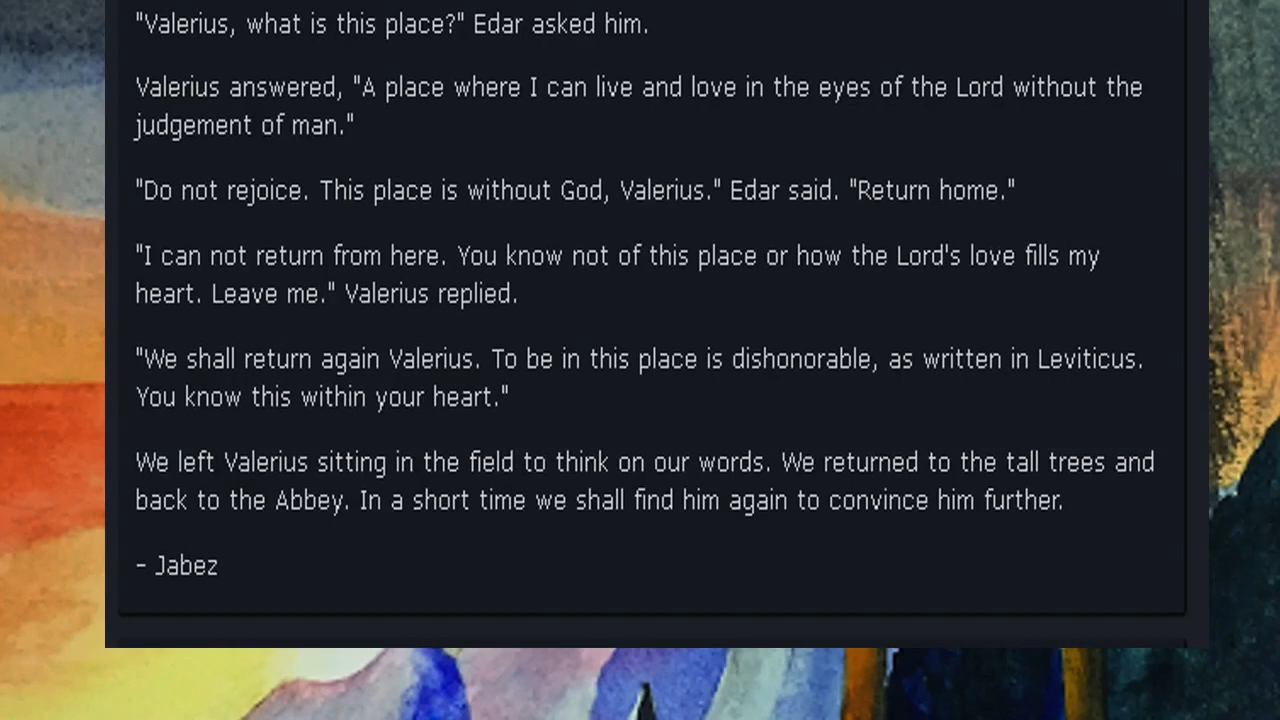 "Valerius, what is this place?" Edar asked him.
Valerius answered, "A place where I can live and love in the eyes of the Lord without the
judgement of man."
"Do not rejoice. This place is without God, Valerius." Edar said. "Return home."
"I can not return from here. You know not of this place or how the Lord's love fills my
heart. Leave me." Valerius replied.
"We shall return again Valerius. To be in this place is dishonorable, as written in Leviticus.
You know this within your heart."
We left Valerius sitting in the field to think on our words. We returned to the tall trees and
back to the Abbey. In a short time we shall find him again to convince him further.
- Jabez